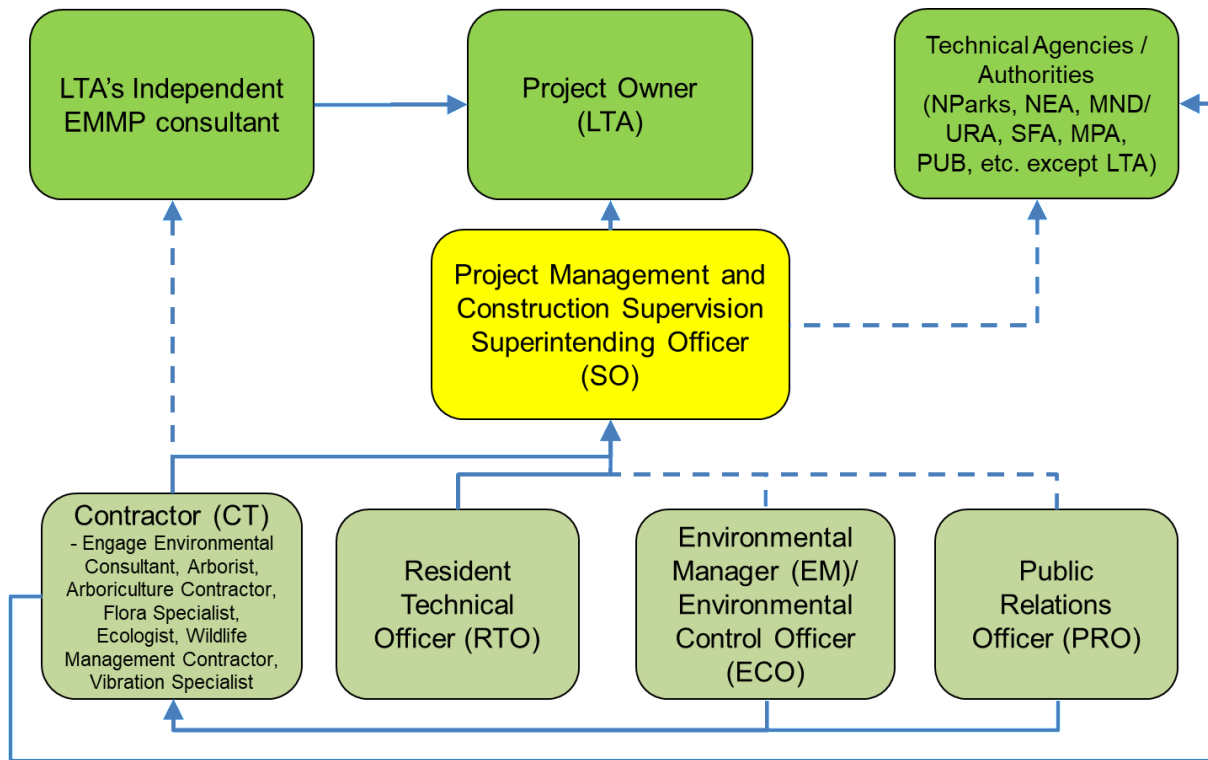 LTA's Independent
EMMP consultant
Project Owner
(LTA)
Technical Agencies /
Authorities
(NParks, NEA, MND/
URA, SFA, MPA,
PUB, etc. except LTA)
Project Management and
Construction Supervision
Superintending Officer
(SO)
Contractor (CT)
- Engage Environmental
Consultant, Arborist,
Arboriculture Contractor,
Flora Specialist,
Ecologist, Wildlife
Management Contractor,
Vibration Specialist
Resident
Technical
Officer (RTO)
Environmental
Manager (EM)/
Environmental
Control Officer
(ECO)
Public
Relations
Officer (PRO)